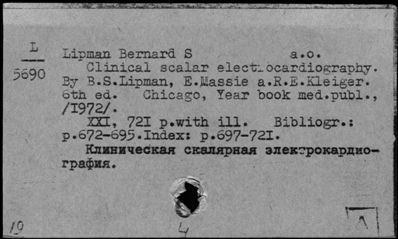 L
5690
Lipman Bernard S a.o.
Clinical scalar electrocardiography.
By B.S.Lipman, E.Massie a.R.E.Kleiger.
6th ed. Chicago, Year book med.publ.,
/1972/.
XXI, 721 p.with ill. Bibliogr.:
p.672-695.Index: p.697-721.
Клиническая скалярная электрокардио-
графия.
19 4